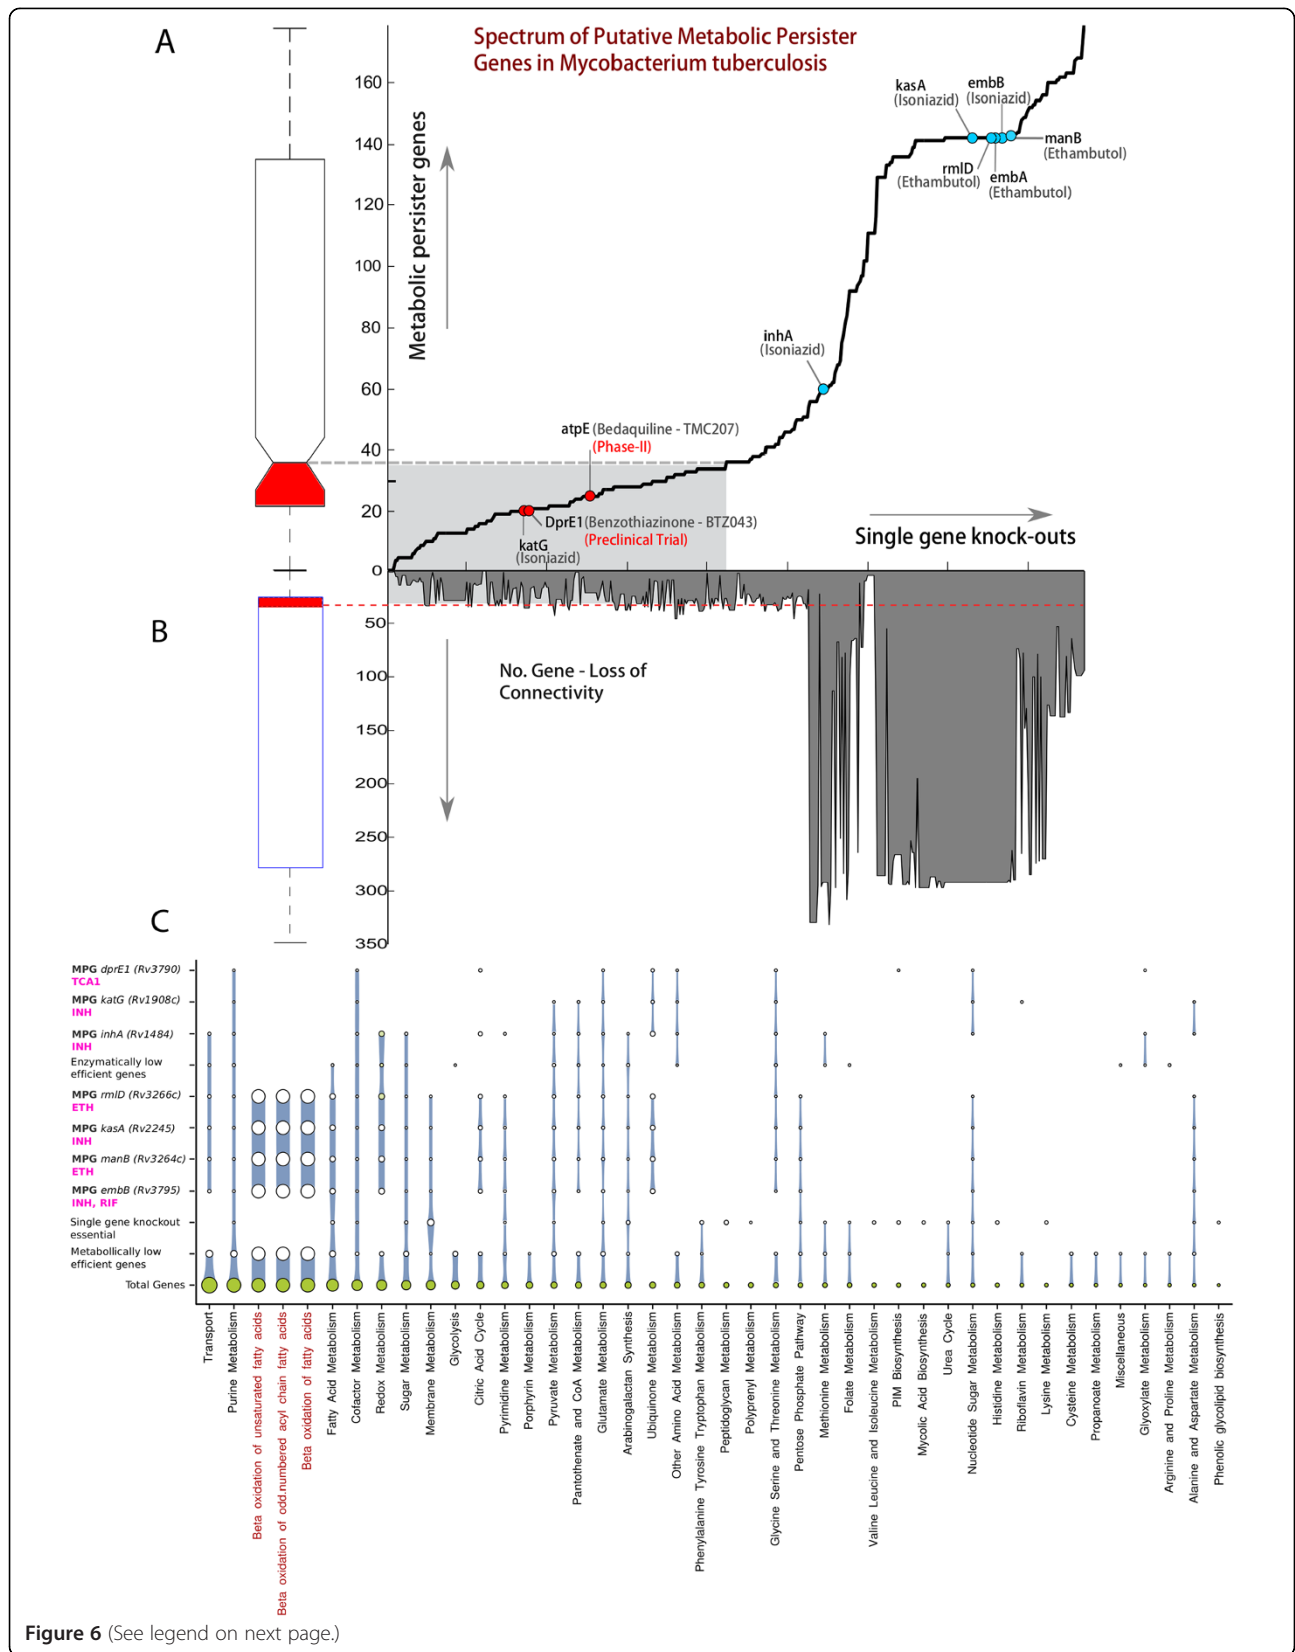 A
Spectrum of Putative Metabolic Persister
Genes in Mycobacterium tuberculosis
Metabolic persister genes
160
140
120
100
80
60
40
20
0
kasA
(Isoniazid)
embB
(Isoniazid)
manB
(Ethambutol)
rmlD
(Ethambutol)
embA
(Ethambutol)
inhA
(Isoniazid)
atpE (Bedaquiline - TMC207)
(Phase-II)
DprE1 (Benzothiazinone - BTZ043)
(Preclinical Trial)
katG
(Isoniazid)
Single gene knock-outs
B
50
100
150
200
250
300
350
No. Gene - Loss of
Connectivity
C
MPG dprE1 (Rv3790)
TCA1
MPG katG (Rv1908c)
INH
MPG inhA (Rv1484)
INH
Enzymatically low
efficient genes
MPG rmlD (Rv3266c)
ETH
MPG kasA (Rv2245)
INH
MPG manB (Rv3264c)
ETH
MPG embB (Rv3795)
INH, RIF
Single gene knockout
essential
Metabollically low
efficient genes
Total Genes
Transport
Purine Metabolism
Beta oxidation of unsaturated fatty acids
Beta oxidation of odd.numbered acyl chain fatty acids
Beta oxidation of fatty acids
Fatty Acid Metabolism
Cofactor Metabolism
Redox Metabolism
Sugar Metabolism
Membrane Metabolism
Glycolysis
Citric Acid Cycle
Pyrimidine Metabolism
Porphyrin Metabolism
Pyruvate Metabolism
Pantothenate and CoA Metabolism
Glutamate Metabolism
Arabinogalactan Synthesis
Ubiquinone Metabolism
Other Amino Acid Metabolism
Phenylalanine Tyrosine Tryptophan Metabolism
Peptidoglycan Metabolism
Polyprenyl Metabolism
Glycine Serine and Threonine Metabolism
Pentose Phosphate Pathway
Methionine Metabolism
Folate Metabolism
Valine Leucine and Isoleucine Metabolism
PIM Biosynthesis
Mycolic Acid Biosynthesis
Urea Cycle
Nucleotide Sugar Metabolism
Histidine Metabolism
Riboflavin Metabolism
Lysine Metabolism
Cysteine Metabolism
Propanoate Metabolism
Miscellaneous
Glyoxylate Metabolism
Arginine and Proline Metabolism
Alanine and Aspartate Metabolism
Phenolic glycolipid biosynthesis
Figure 6 (See legend on next page.)